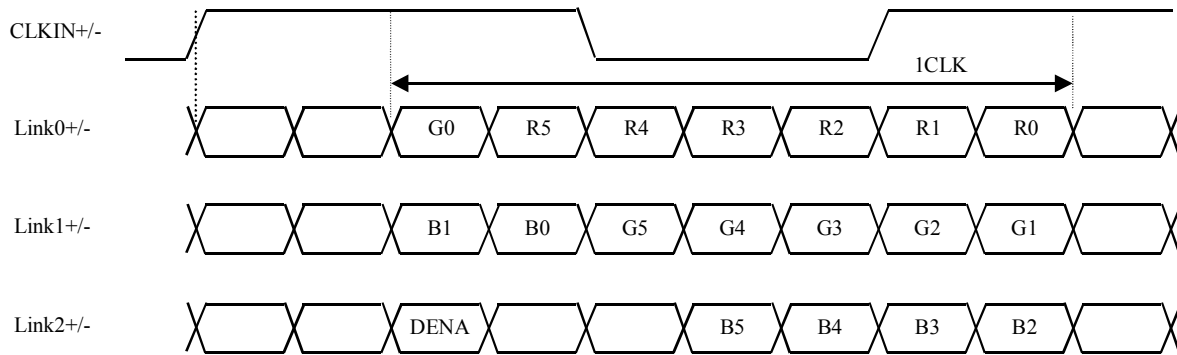 CLKIN+/-
1CLK
Link0+/- G0 R5 R4 R3 R2 R1 R0
Link1+/- B1 B0 G5 G4 G3 G2 G1
Link2+/- DENA B5 B4 B3 B2